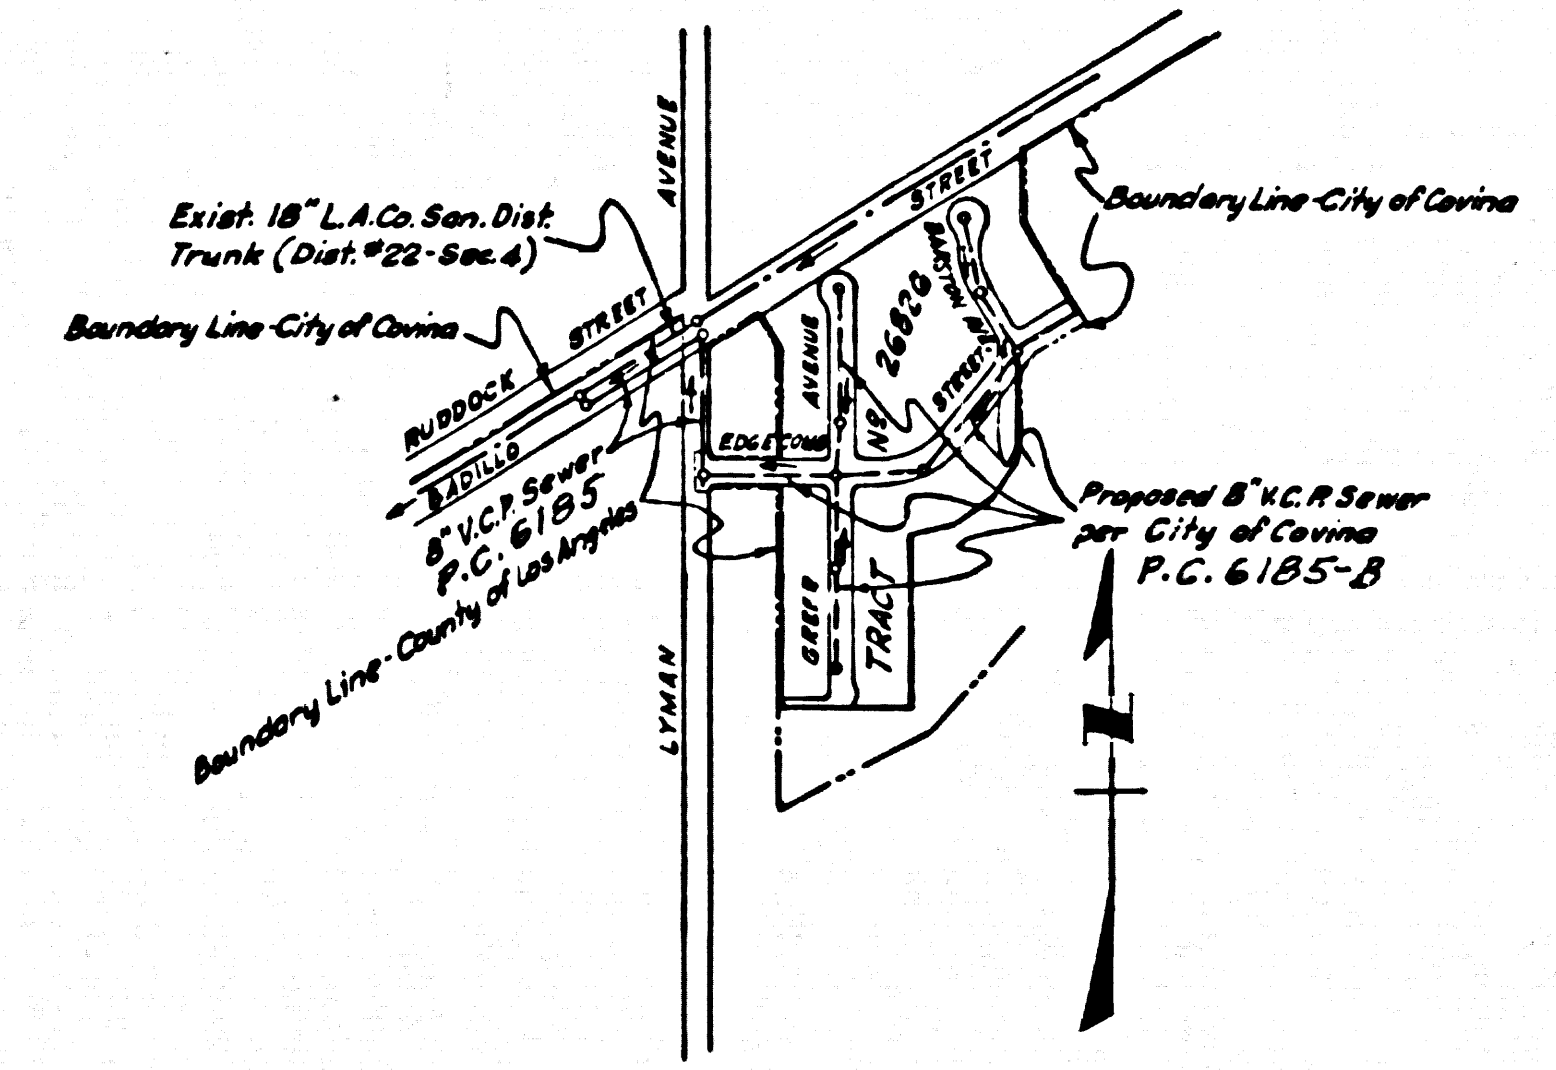 AVENUE
STREET
Boundary Line-City of Covina
Exist. 18" L.A.Co. San. Dist.
Trunk (Dist. #22-Sec. 4)
Boundary Line-City of Covina
RUDDOCK STREET
BADILLO
8" V.C.P. Sewer
P.C. 6185
Boundary Line-County of Los Angeles
EDGECOMB STREET
AVENUE
GREER
TRACT Nº 26826
Proposed 8" V.C.P. Sewer
per City of Covina
P.C. 6185-B
LYMAN
N